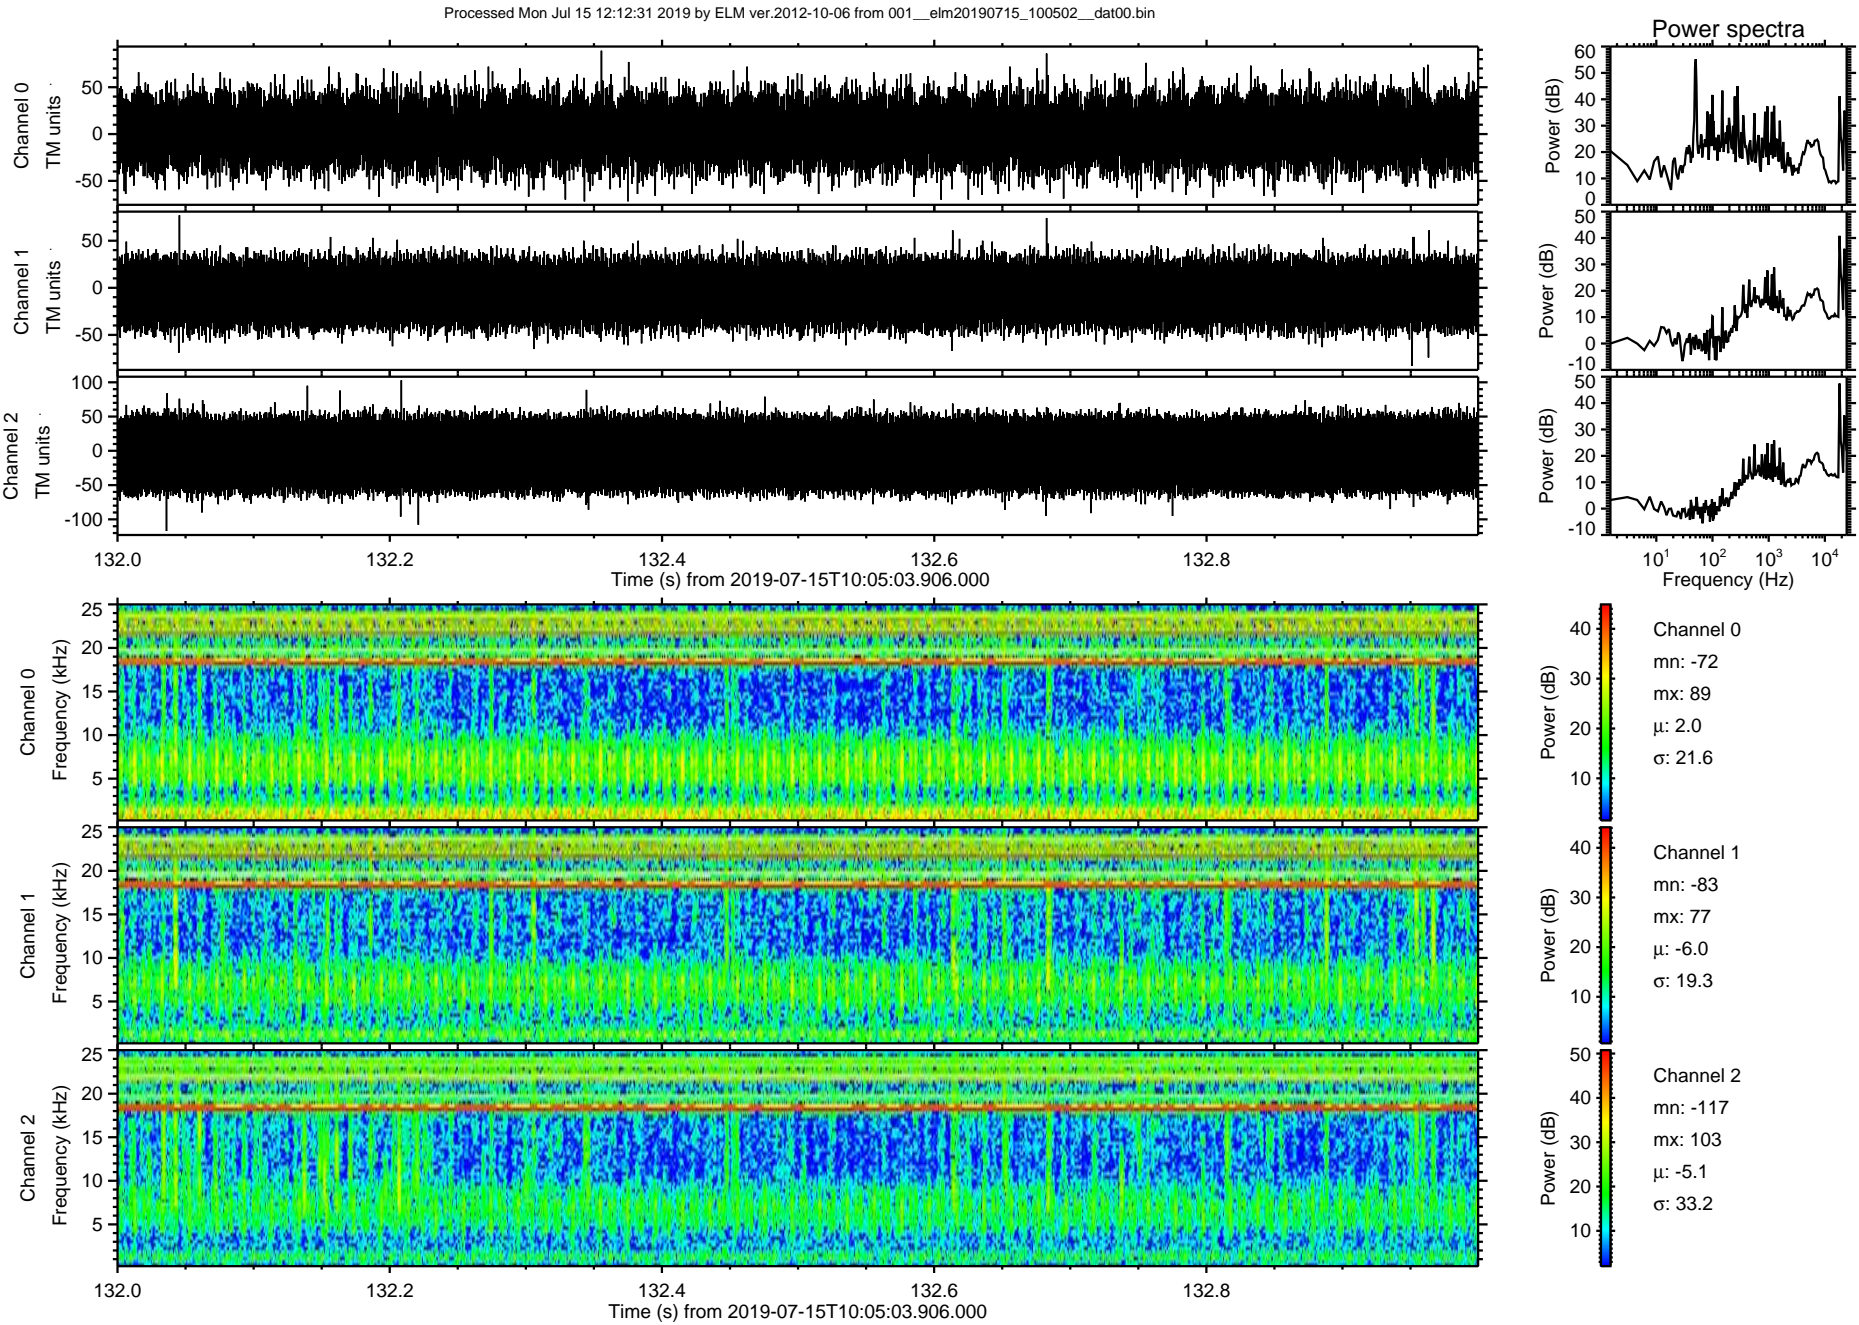 Processed Mon Jul 15 12:12:31 2019 by ELM ver.2012-10-06 from 001__elm20190715_100502__dat00.bin
Power spectra
Channel 0
TM units
50
0
-50
Power (dB)
60
50
40
30
20
10
0
Channel 1
TM units
50
0
-50
Power (dB)
50
40
30
20
10
0
-10
Channel 2
TM units
100
50
0
-50
-100
Power (dB)
50
40
30
20
10
0
-10
132.0 132.2 132.4 132.6 132.8
Time (s) from 2019-07-15T10:05:03.906.000
10¹ 10² 10³ 10⁴
Frequency (Hz)
Channel 0
Frequency (kHz)
25
20
15
10
5
Power (dB)
40
30
20
10
Channel 0
mn: -72
mx: 89
μ: 2.0
σ: 21.6
Channel 1
Frequency (kHz)
25
20
15
10
5
Power (dB)
40
30
20
10
Channel 1
mn: -83
mx: 77
μ: -6.0
σ: 19.3
Channel 2
Frequency (kHz)
25
20
15
10
5
Power (dB)
50
40
30
20
10
Channel 2
mn: -117
mx: 103
μ: -5.1
σ: 33.2
132.0 132.2 132.4 132.6 132.8
Time (s) from 2019-07-15T10:05:03.906.000